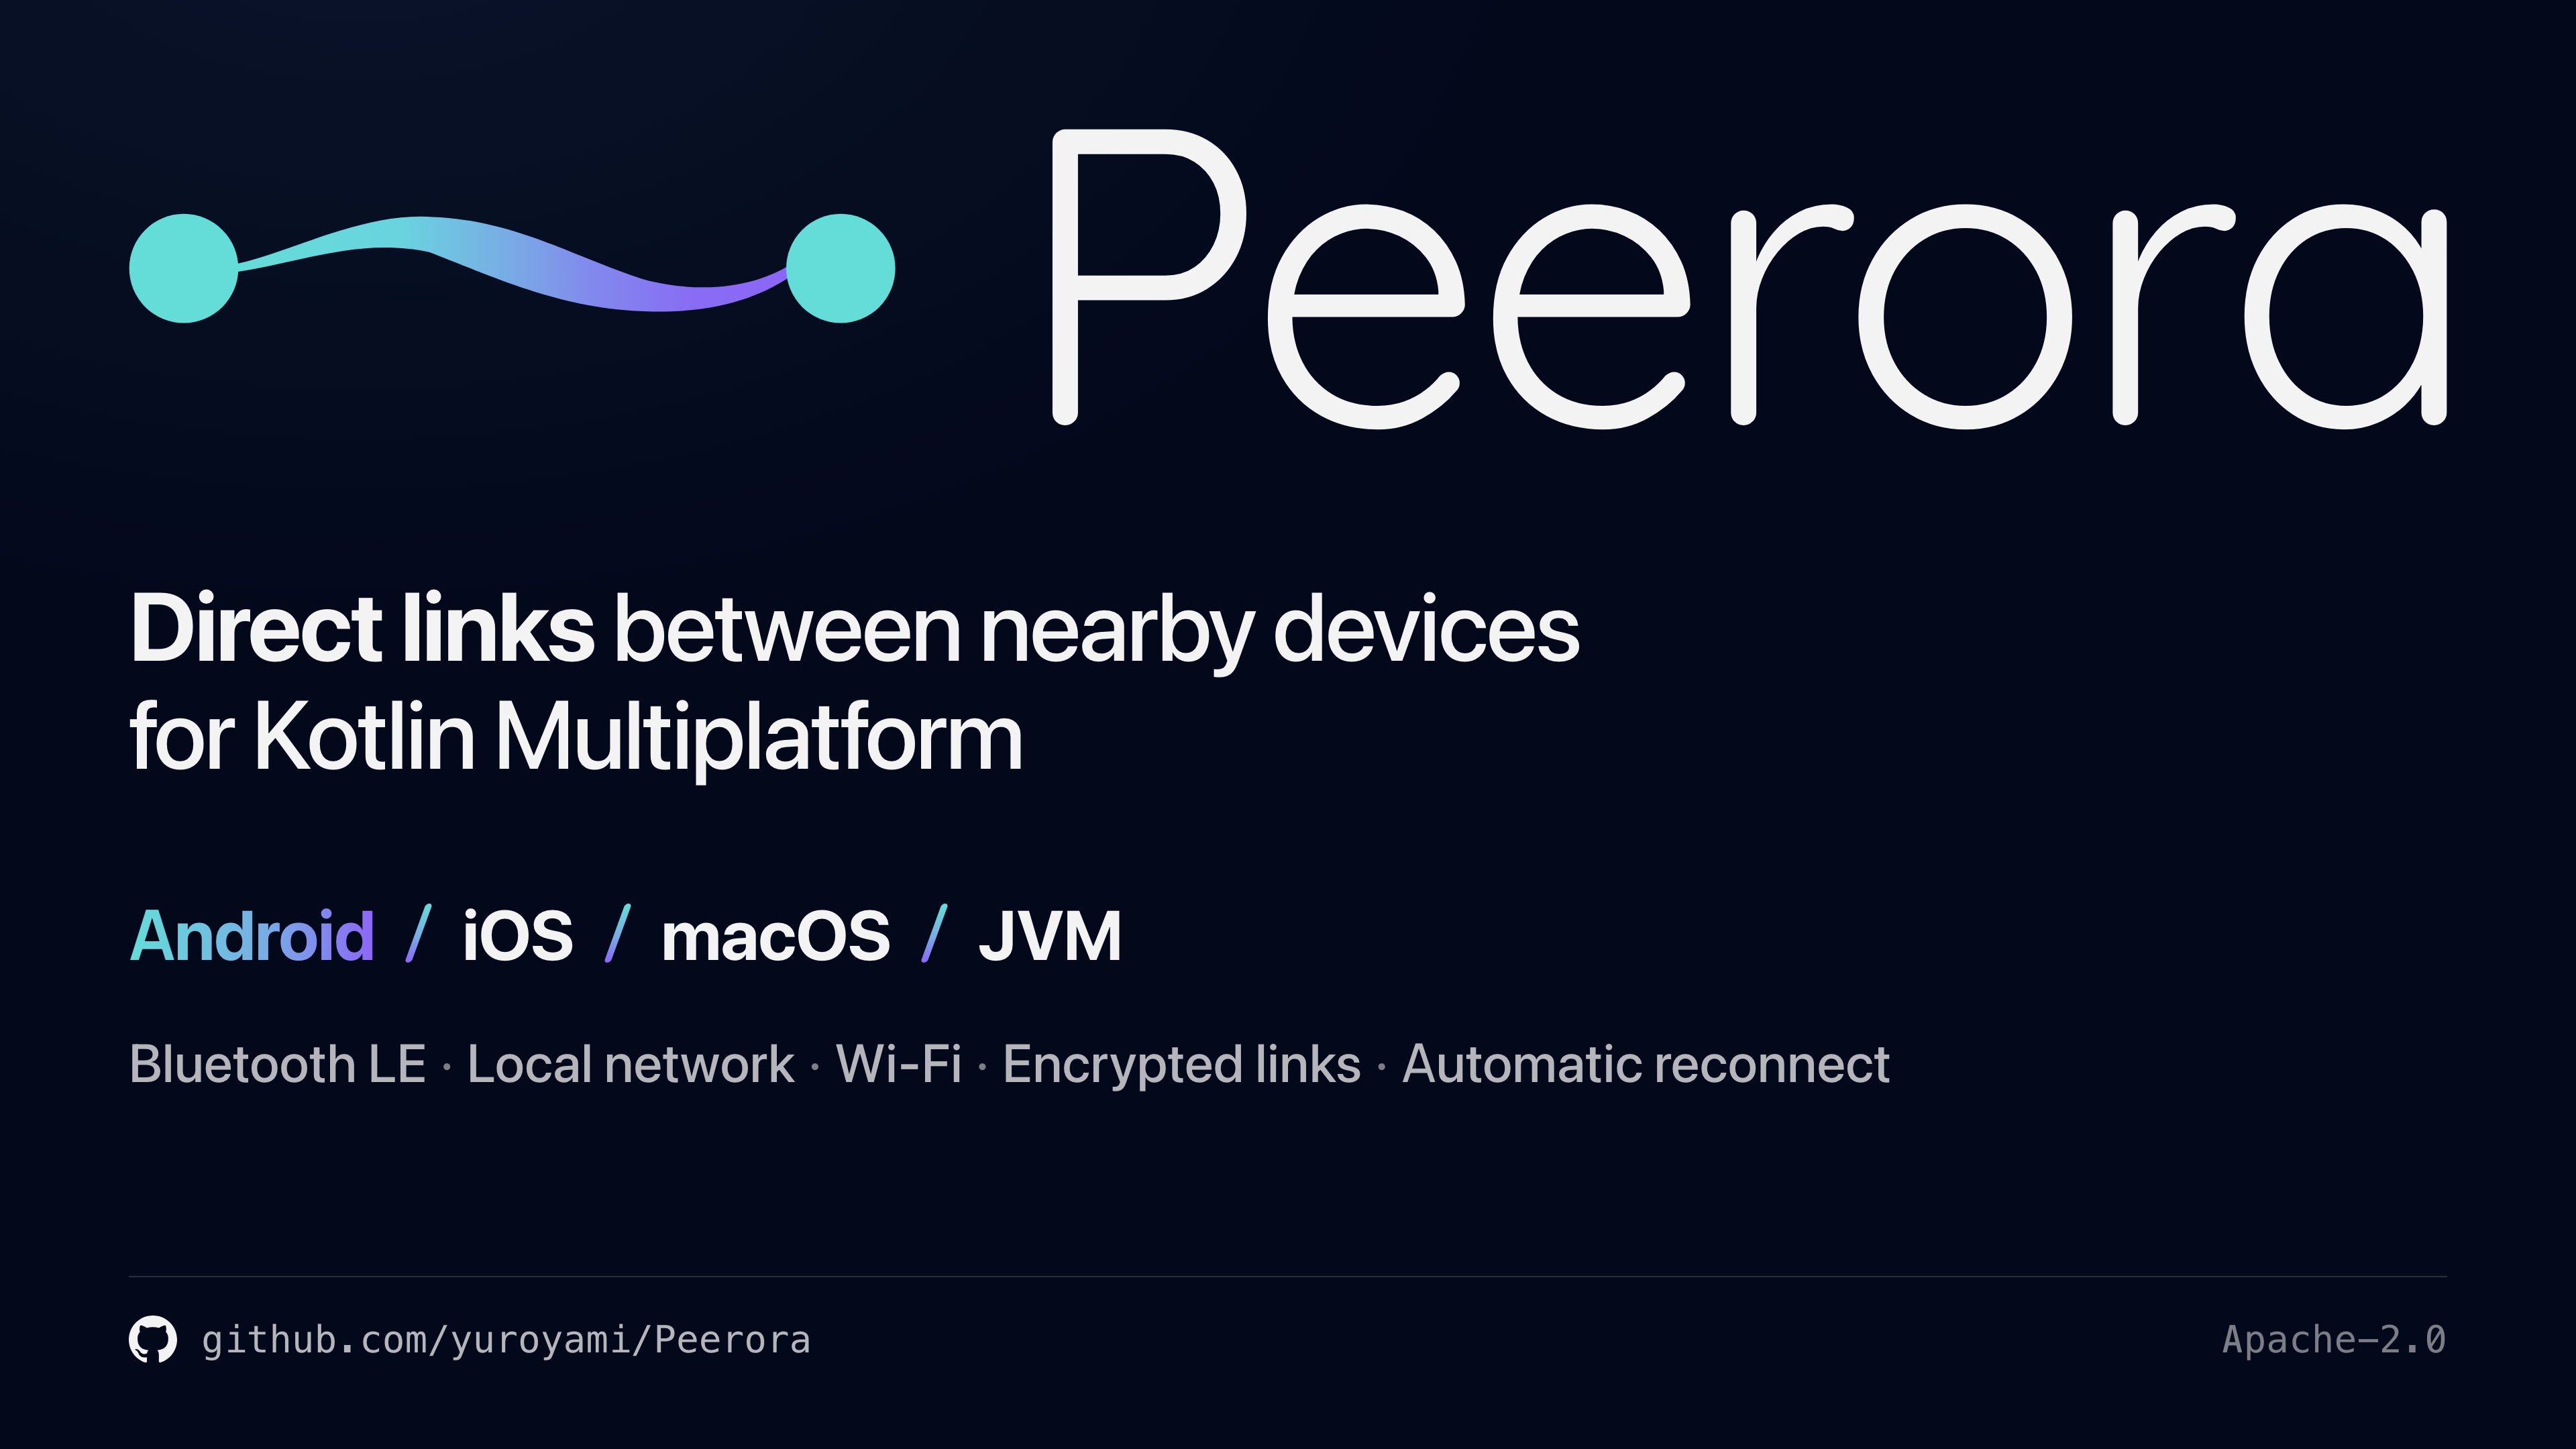 Peerora
Direct links between nearby devices
for Kotlin Multiplatform
Android / iOS / macOS / JVM
Bluetooth LE · Local network · Wi-Fi · Encrypted links · Automatic reconnect
github.com/yuroyami/Peerora
Apache-2.0